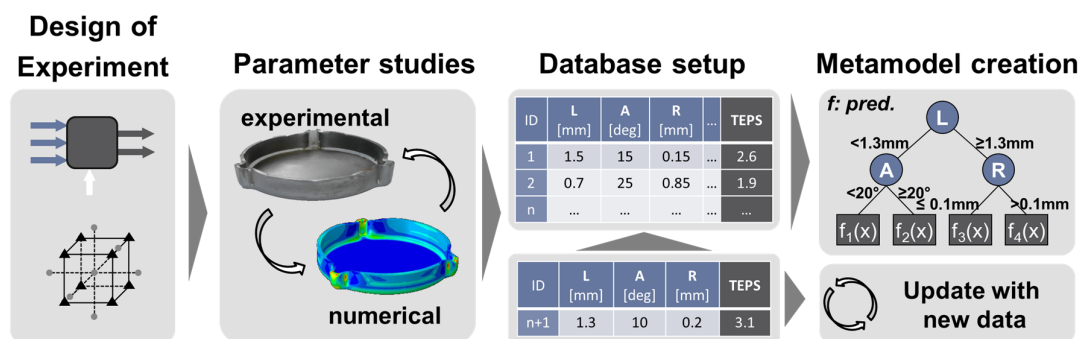 Design of
Experiment
Parameter studies
experimental
numerical
Database setup
ID L [mm] A [deg] R [mm] ... TEPS
1 1.5 15 0.15 ... 2.6
2 0.7 25 0.85 ... 1.9
n ... ... ... ... ...
ID L [mm] A [deg] R [mm] TEPS
n+1 1.3 10 0.2 3.1
Metamodel creation
f: pred.
L
<1.3mm ≥1.3mm
A R
<20° ≥20° ≤ 0.1mm >0.1mm
f₁(x) f₂(x) f₃(x) f₄(x)
Update with
new data